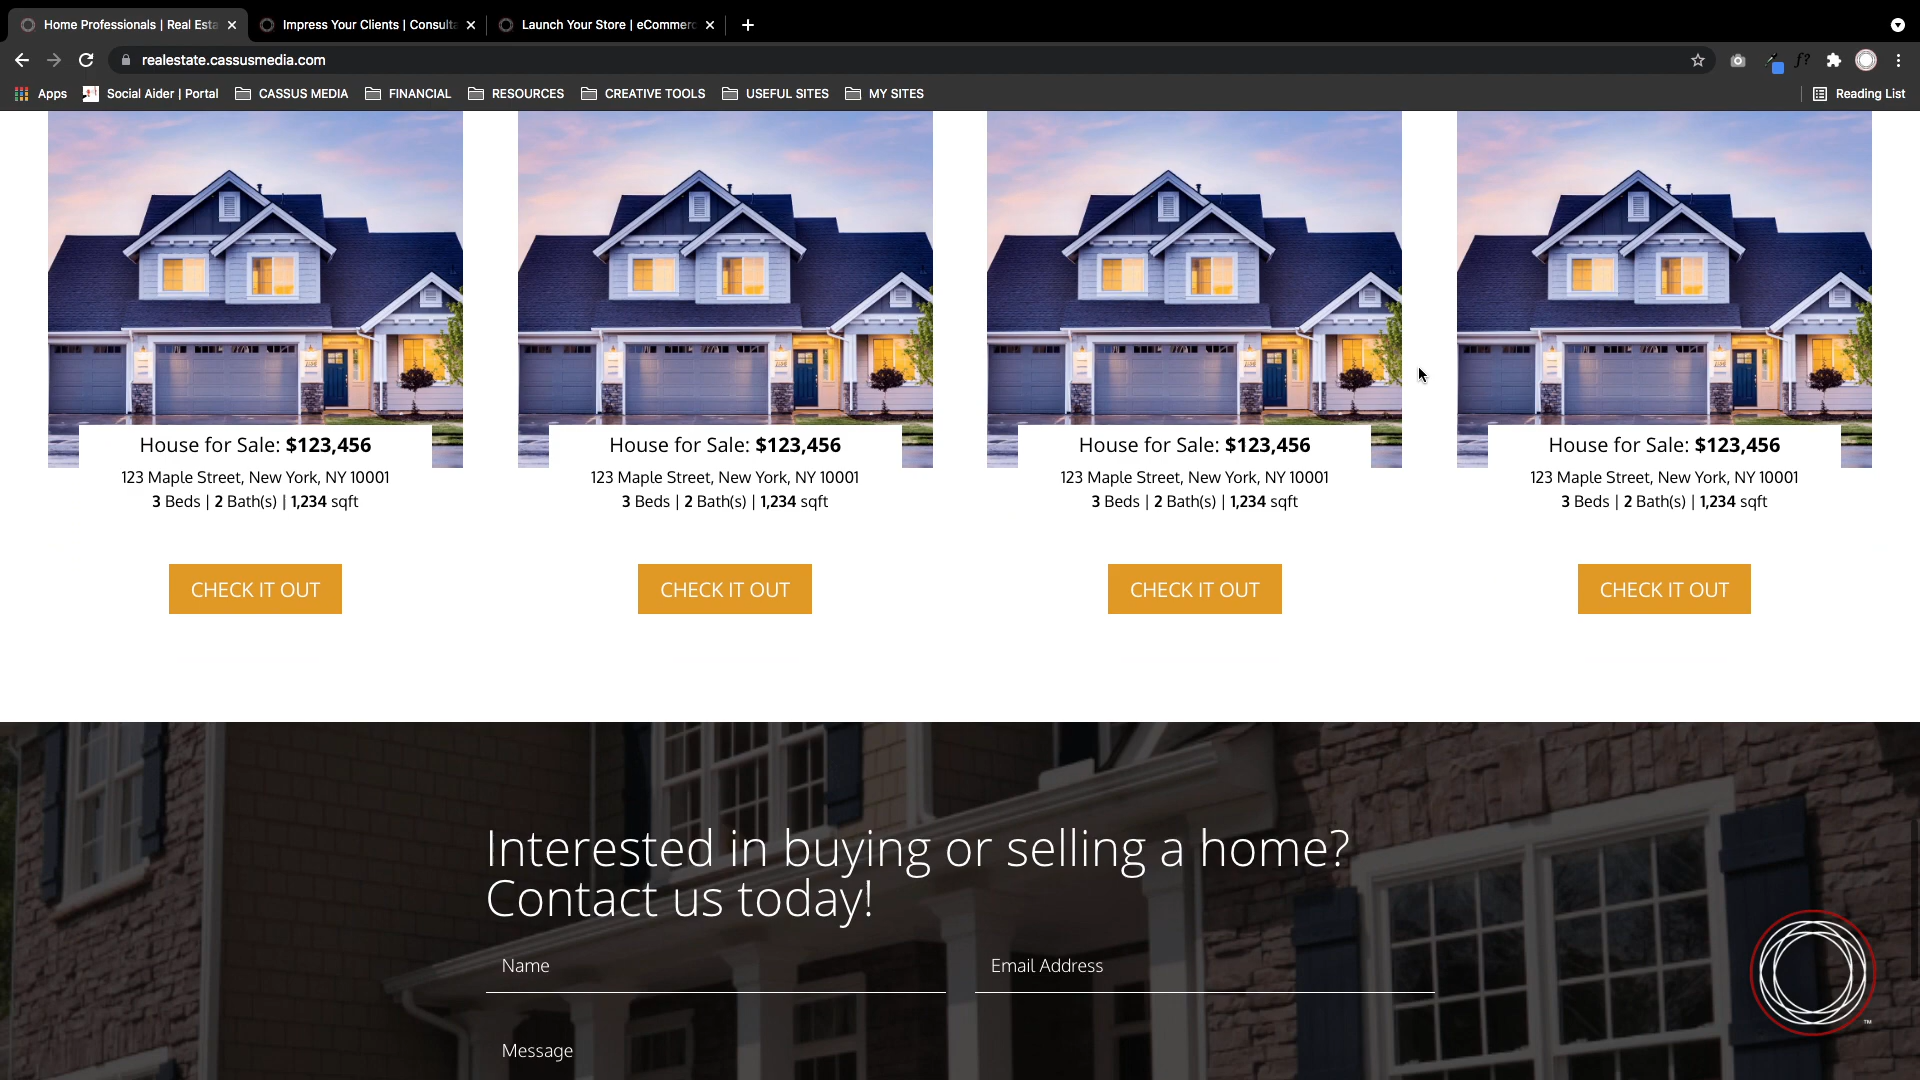 Home Professionals | Real Esta
Impress Your Clients | Consulta
Launch Your Store | eCommerc
realestate.cassusmedia.com
Apps
Social Aider | Portal
CASSUS MEDIA
FINANCIAL
RESOURCES
CREATIVE TOOLS
USEFUL SITES
MY SITES
Reading List
House for Sale: $123,456
123 Maple Street, New York, NY 10001
3 Beds | 2 Bath(s) | 1,234 sqft
CHECK IT OUT
House for Sale: $123,456
123 Maple Street, New York, NY 10001
3 Beds | 2 Bath(s) | 1,234 sqft
CHECK IT OUT
House for Sale: $123,456
123 Maple Street, New York, NY 10001
3 Beds | 2 Bath(s) | 1,234 sqft
CHECK IT OUT
House for Sale: $123,456
123 Maple Street, New York, NY 10001
3 Beds | 2 Bath(s) | 1,234 sqft
CHECK IT OUT
Interested in buying or selling a home?
Contact us today!
Name
Email Address
Message
TM